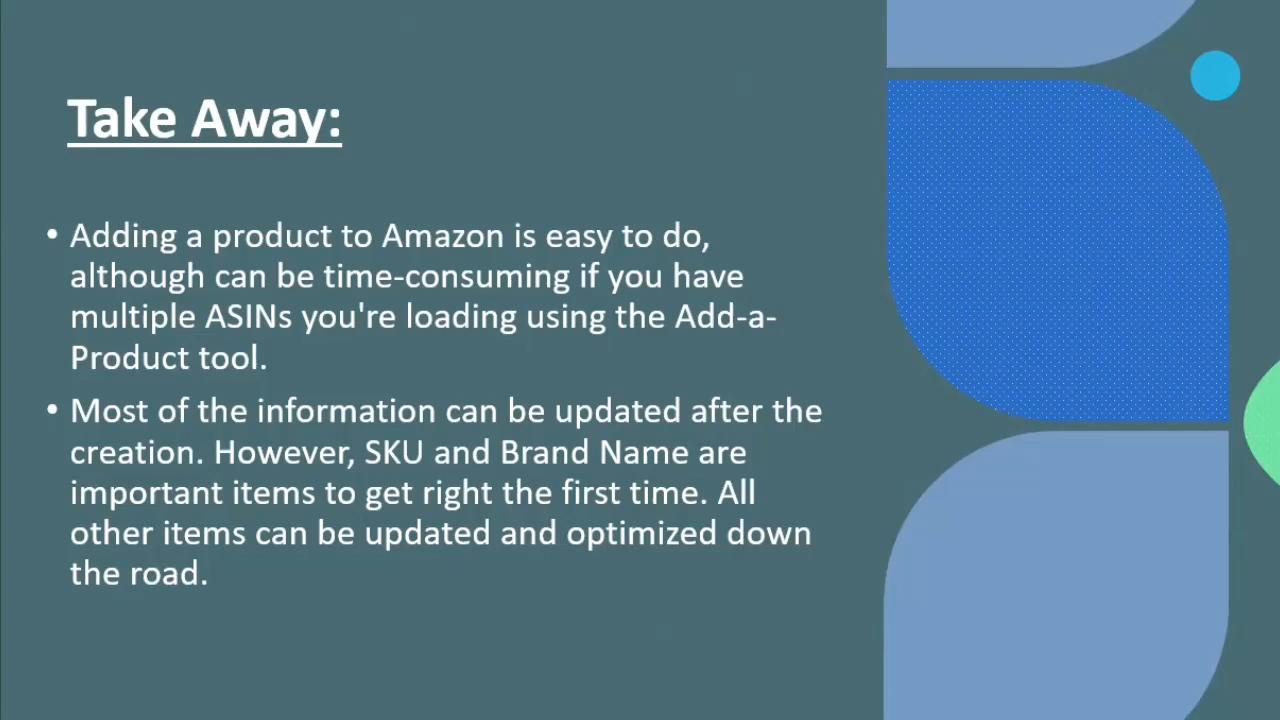 Take Away:
• Adding a product to Amazon is easy to do,
although can be time-consuming if you have
multiple ASINs you're loading using the Add-a-
Product tool.
• Most of the information can be updated after the
creation. However, SKU and Brand Name are
important items to get right the first time. All
other items can be updated and optimized down
the road.